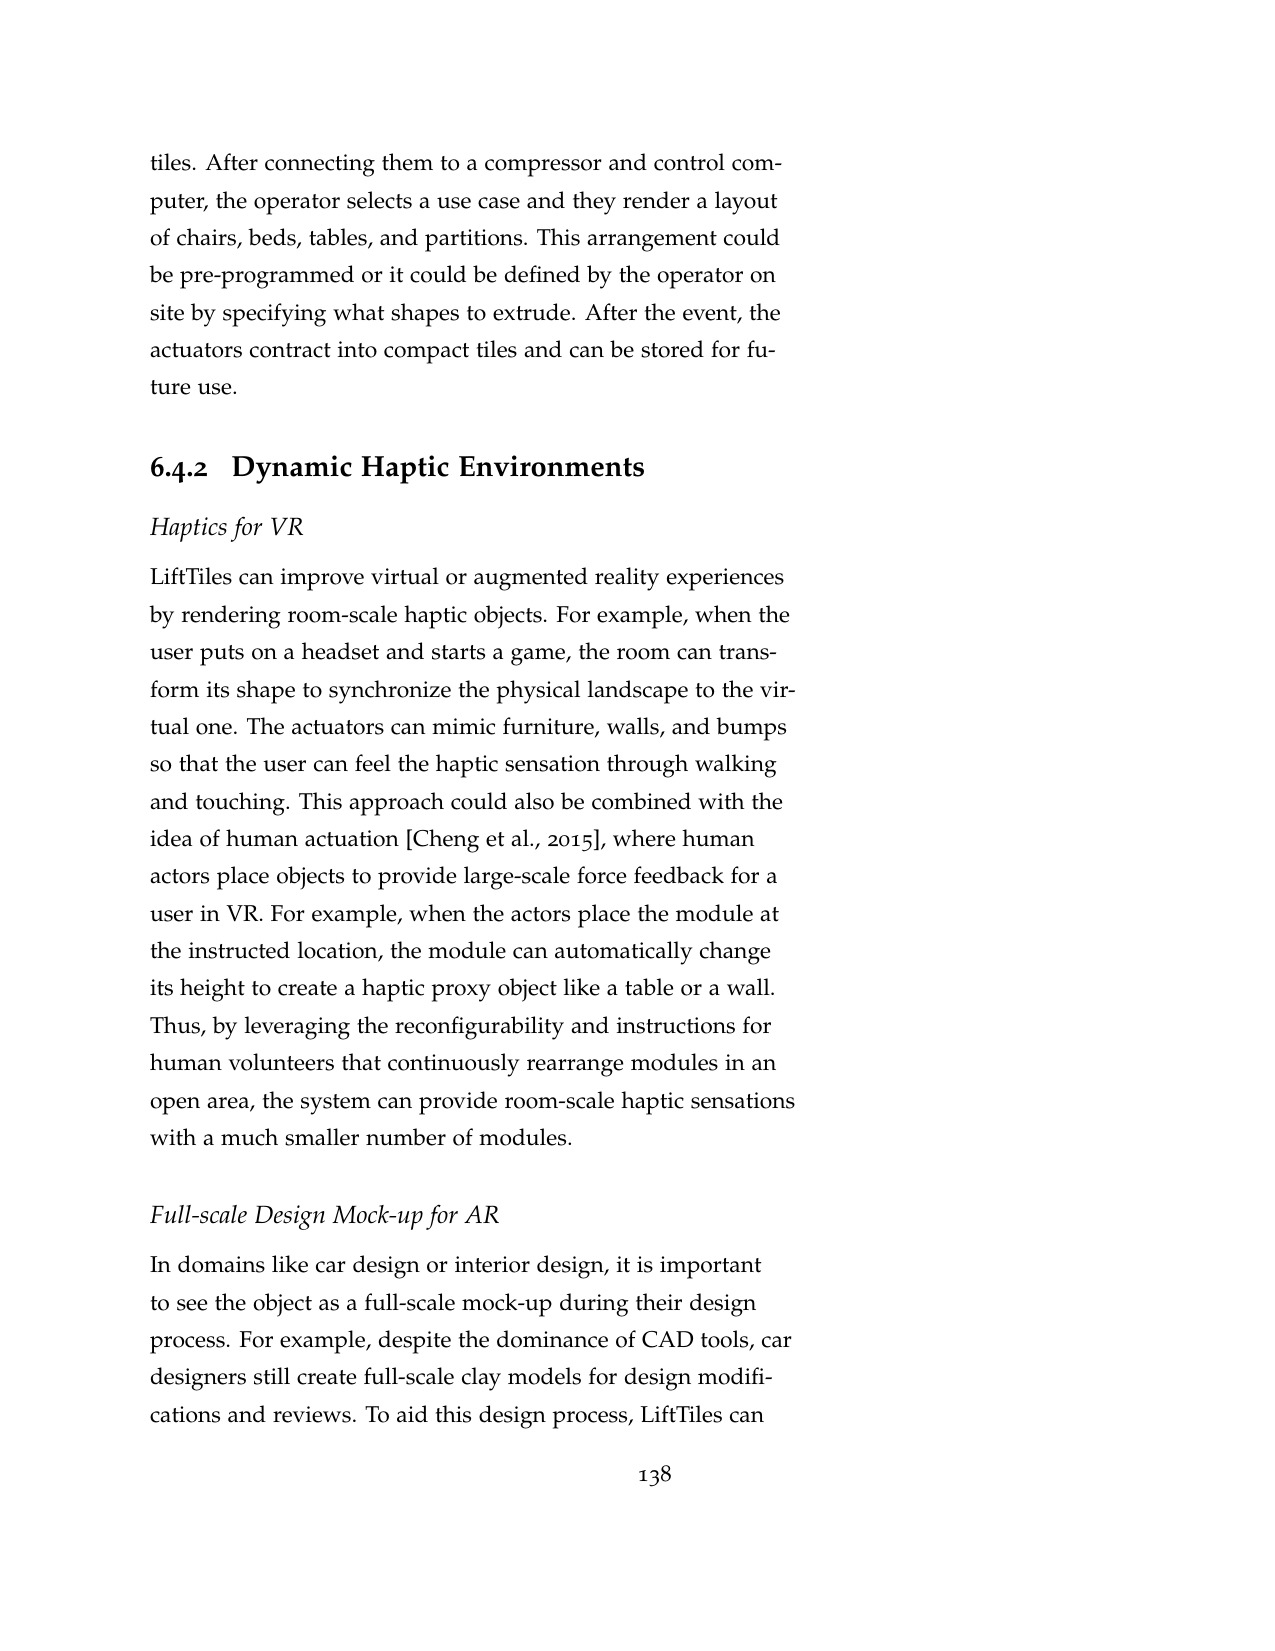 tiles. After connecting them to a compressor and control com-
puter, the operator selects a use case and they render a layout
of chairs, beds, tables, and partitions. This arrangement could
be pre-programmed or it could be defined by the operator on
site by specifying what shapes to extrude. After the event, the
actuators contract into compact tiles and can be stored for fu-
ture use.
6.4.2 Dynamic Haptic Environments
Haptics for VR
LiftTiles can improve virtual or augmented reality experiences
by rendering room-scale haptic objects. For example, when the
user puts on a headset and starts a game, the room can trans-
form its shape to synchronize the physical landscape to the vir-
tual one. The actuators can mimic furniture, walls, and bumps
so that the user can feel the haptic sensation through walking
and touching. This approach could also be combined with the
idea of human actuation [Cheng et al., 2015], where human
actors place objects to provide large-scale force feedback for a
user in VR. For example, when the actors place the module at
the instructed location, the module can automatically change
its height to create a haptic proxy object like a table or a wall.
Thus, by leveraging the reconfigurability and instructions for
human volunteers that continuously rearrange modules in an
open area, the system can provide room-scale haptic sensations
with a much smaller number of modules.
Full-scale Design Mock-up for AR
In domains like car design or interior design, it is important
to see the object as a full-scale mock-up during their design
process. For example, despite the dominance of CAD tools, car
designers still create full-scale clay models for design modifi-
cations and reviews. To aid this design process, LiftTiles can
138